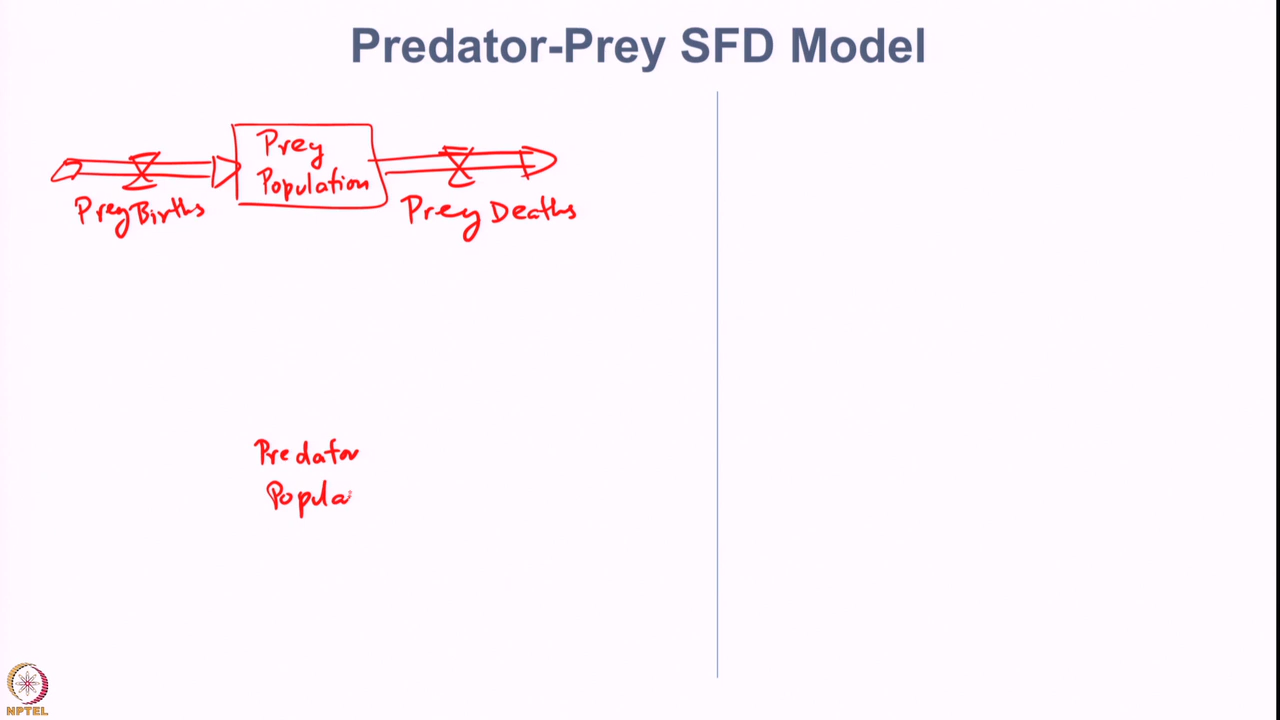 Predator-Prey SFD Model
Prey
Population
Prey Births
Prey Deaths
Predator
Popula
NPTEL